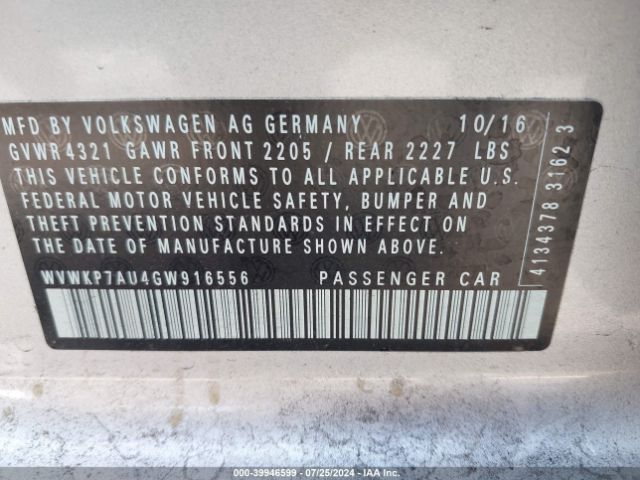 MFD BY VOLKSWAGEN AG GERMANY 10/16
GVWR4321 GAWR FRONT 2205 / REAR 2227 LBS
THIS VEHICLE CONFORMS TO ALL APPLICABLE U.S.
FEDERAL MOTOR VEHICLE SAFETY, BUMPER AND
THEFT PREVENTION STANDARDS IN EFFECT ON
THE DATE OF MANUFACTURE SHOWN ABOVE.
WVWKP7AU4GW916556 PASSENGER CAR
4134378 3162 3
000-39946599 - 07/25/2024 - IAA Inc.